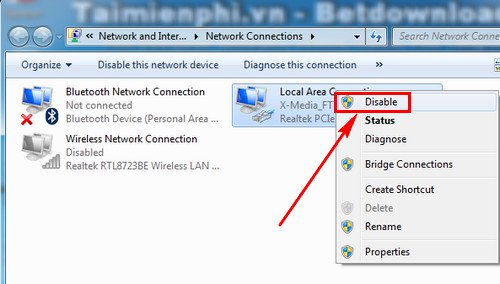 Taimienphi.vn - Betdownloa
Network and Inter...
Network Connections
Search Network Conne
Organize
Disable this network device
Diagnose this connection
»
Bluetooth Network Connection
Not connected
Bluetooth Device (Personal Area ...
Local Area Conn
X-Media_FT
Realtek PCIe
Wireless Network Connection
Disabled
Realtek RTL8723BE Wireless LAN ...
Disable
Status
Diagnose
Bridge Connections
Create Shortcut
Delete
Rename
Properties